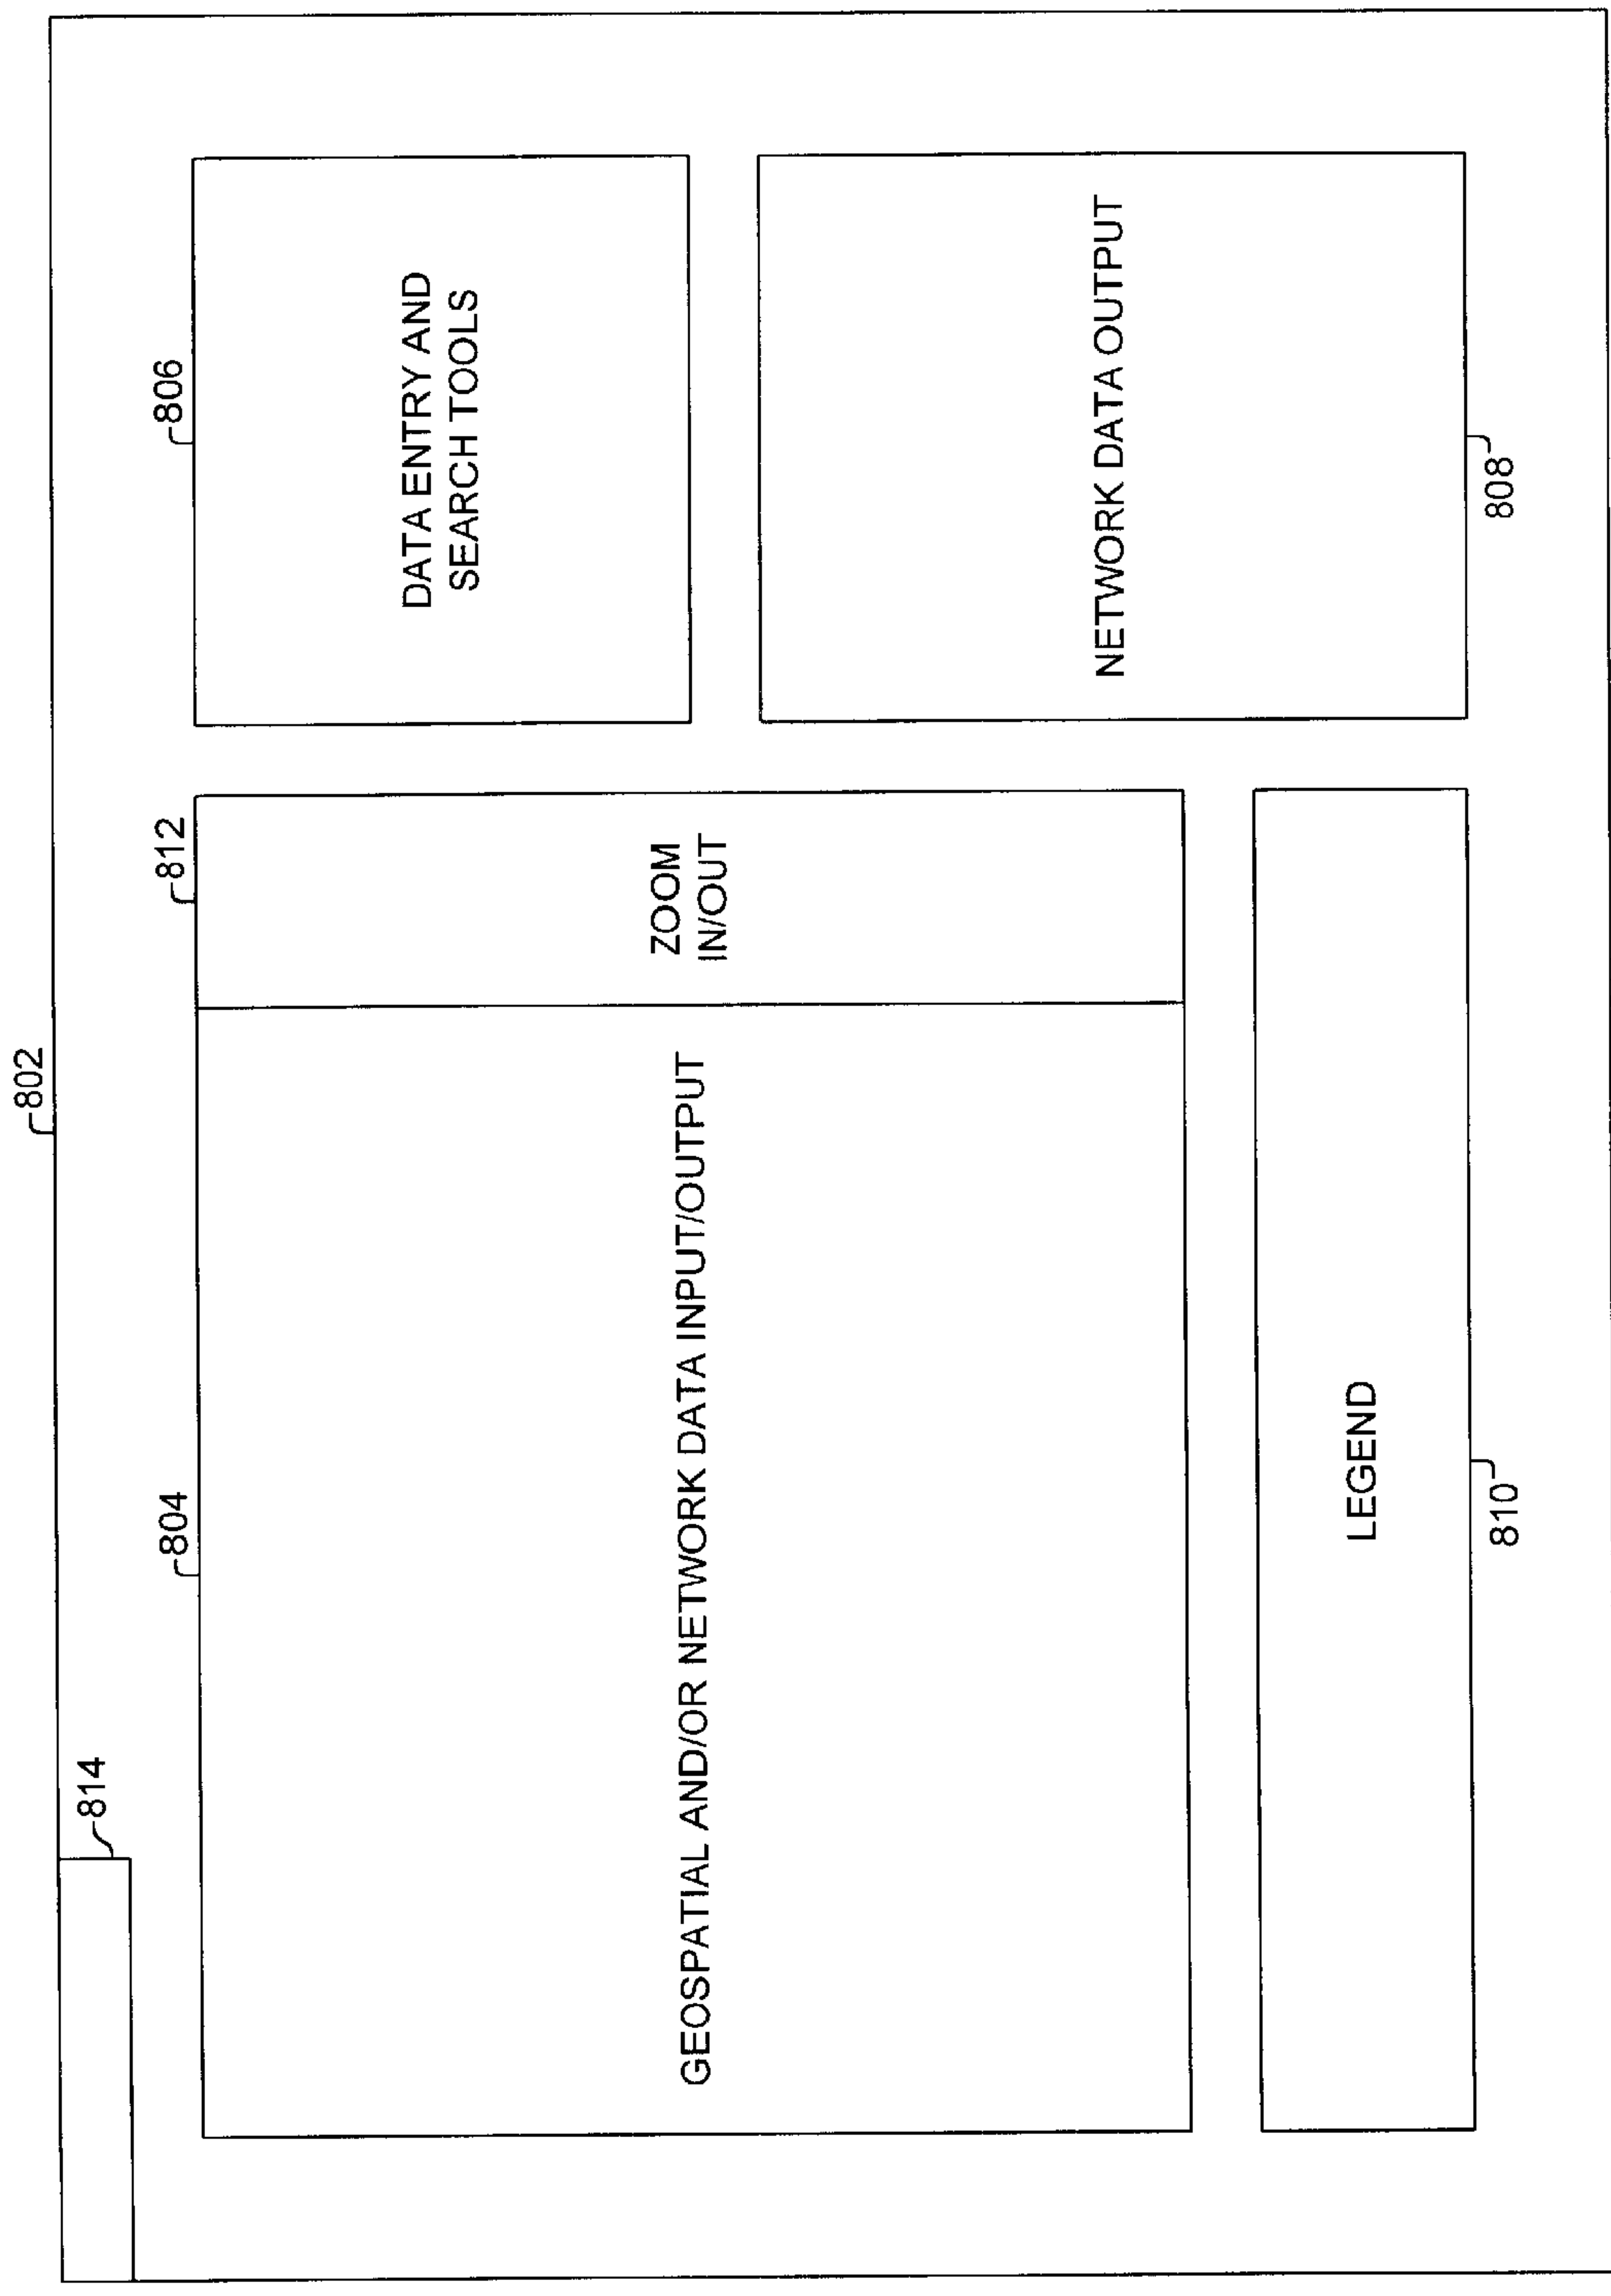 802
814
804
812
806
GEOSPATIAL AND/OR NETWORK DATA INPUT/OUTPUT
ZOOM
IN/OUT
DATA ENTRY AND
SEARCH TOOLS
NETWORK DATA OUTPUT
808
LEGEND
810